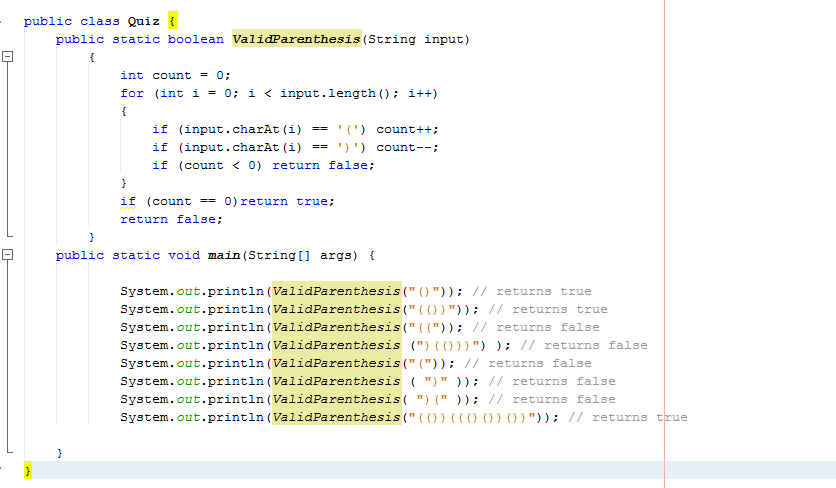 public class Quiz {
public static boolean ValidParenthesis(String input)
{
int count = 0;
for (int i = 0; i < input.length(); i++)
{
if (input.charAt(i) == '(') count++;
if (input.charAt(i) == ')') count--;
if (count < 0) return false;
}
if (count == 0)return true;
return false;
}
public static void main(String[] args) {
System.out.println(ValidParenthesis("()")); // returns true
System.out.println(ValidParenthesis("(())")); // returns true
System.out.println(ValidParenthesis("((")); // returns false
System.out.println(ValidParenthesis (")(()))") ); // returns false
System.out.println(ValidParenthesis("(")); // returns false
System.out.println(ValidParenthesis ( ")" )); // returns false
System.out.println(ValidParenthesis( ")(" )); // returns false
System.out.println(ValidParenthesis("(())((()())())")); // returns true
}
}